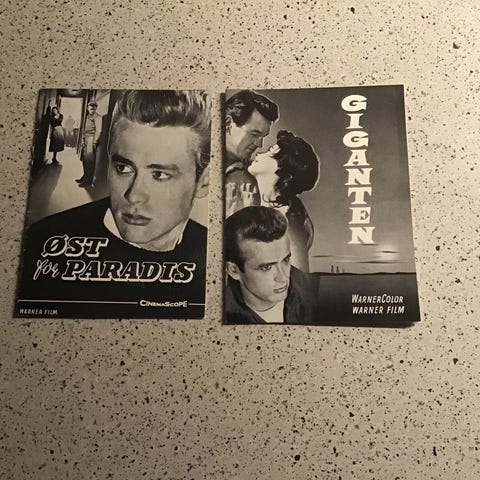 ØST
for PARADIS
CINEMASCOPE
WARNER FILM
GIGANTEN
WARNERCOLOR
WARNER FILM